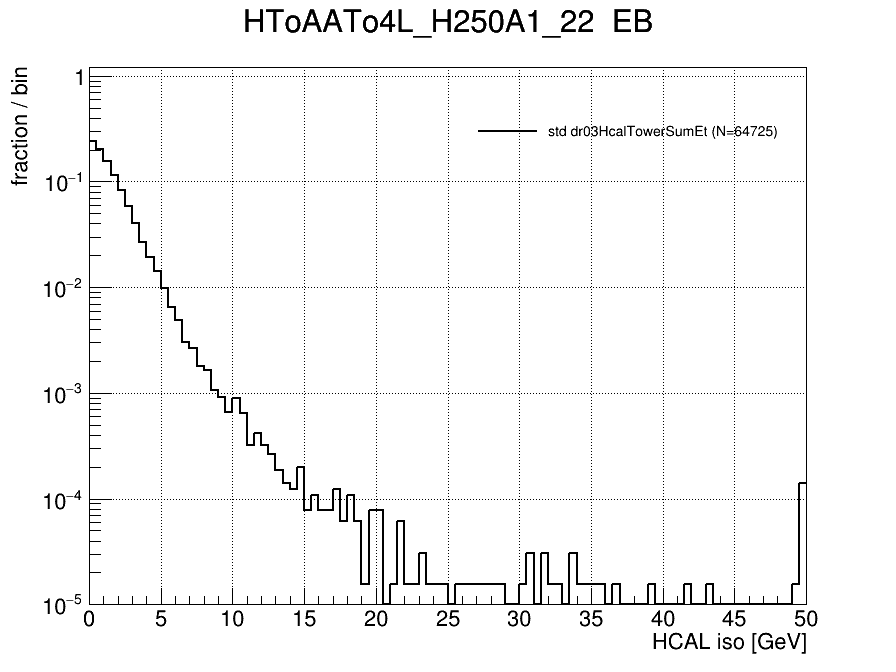 HToAATo4L_H250A1_22 EB
fraction / bin
std dr03HcalTowerSumEt (N=64725)
1
10−1
10−2
10−3
10−4
10−5
0 5 10 15 20 25 30 35 40 45 50
HCAL iso [GeV]